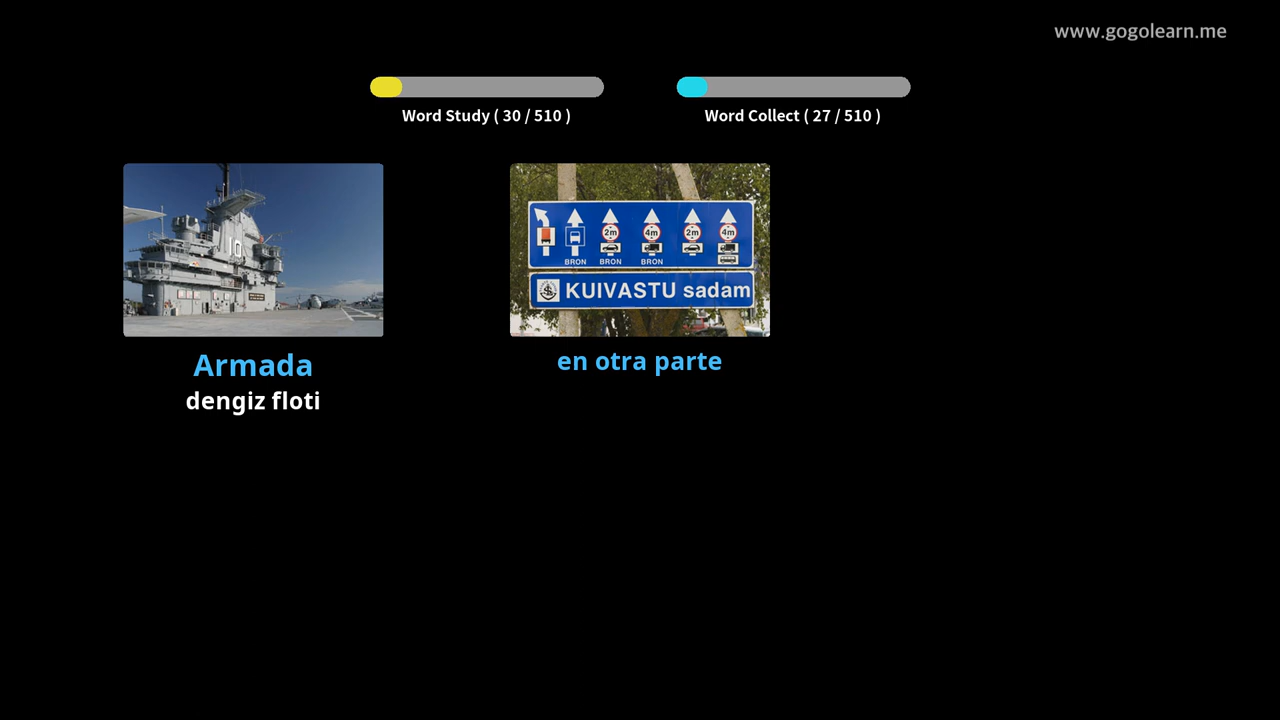 www.gogolearn.me
Word Study ( 30 / 510 )
Word Collect ( 27 / 510 )
10
2m
4m
2m
4m
BRON
BRON
BRON
KUIVASTU sadam
Armada
dengiz floti
en otra parte